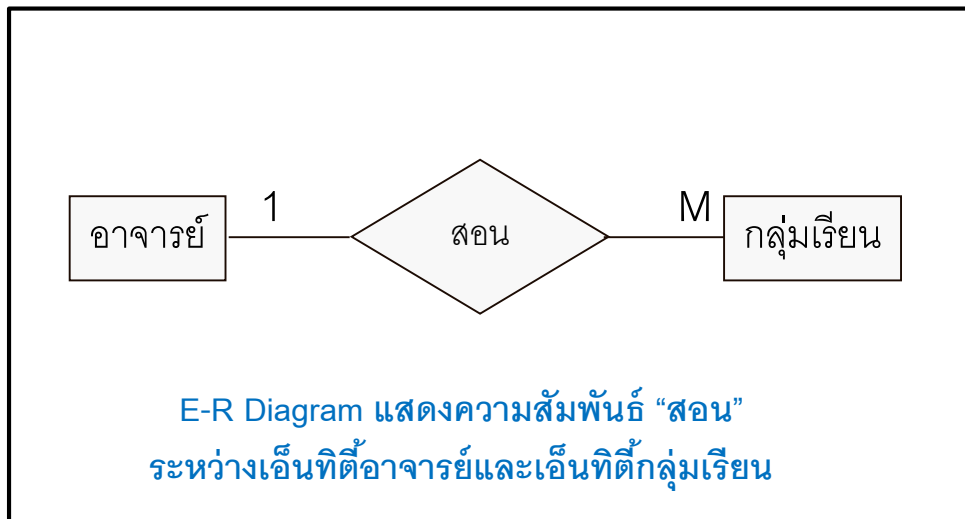 1
M
อาจารย์
สอน
กลุ่มเรียน
E-R Diagram แสดงความสัมพันธ์ “สอน”
ระหว่างเอ็นทิตี้อาจารย์และเอ็นทิตี้กลุ่มเรียน